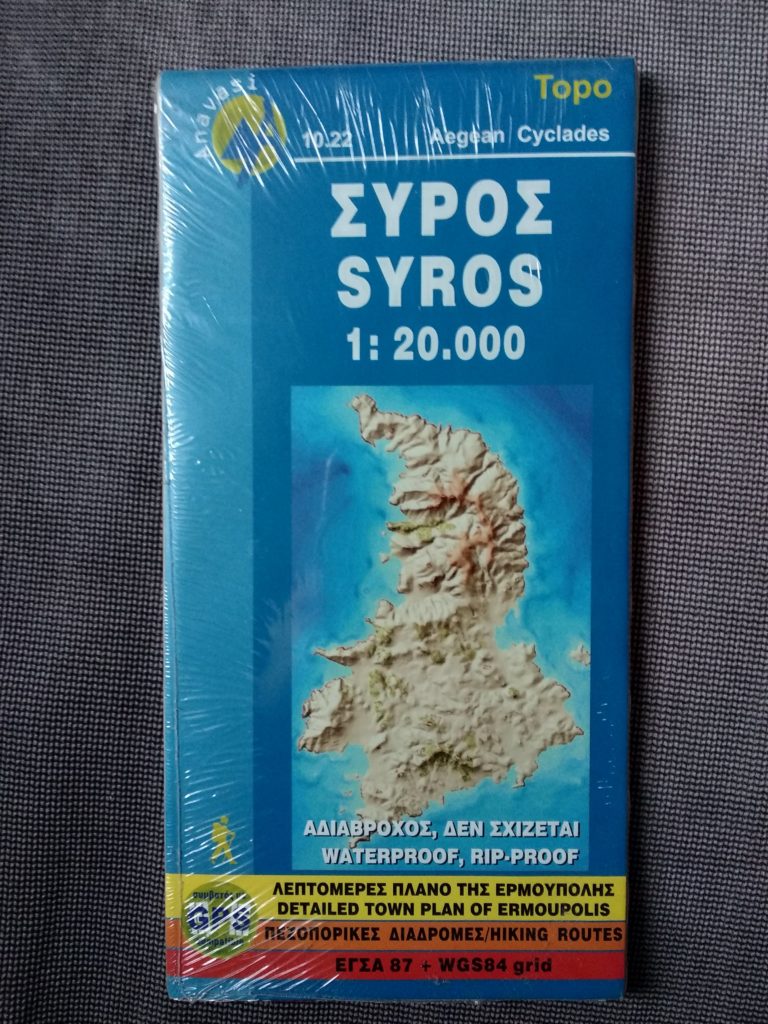 Topo
10.22 Aegean Cyclades
ΣΥΡΟΣ
SYROS
1: 20.000
ΑΔΙΑΒΡΟΧΟΣ, ΔΕΝ ΣΧΙΖΕΤΑΙ
WATERPROOF, RIP-PROOF
ΛΕΠΤΟΜΕΡΕΣ ΠΛΑΝΟ ΤΗΣ ΕΡΜΟΥΠΟΛΗΣ
DETAILED TOWN PLAN OF ERMOUPOLIS
ΠΕΖΟΠΟΡΙΚΕΣ ΔΙΑΔΡΟΜΕΣ/HIKING ROUTES
ΕΓΣΑ 87 + WGS84 grid
GPS